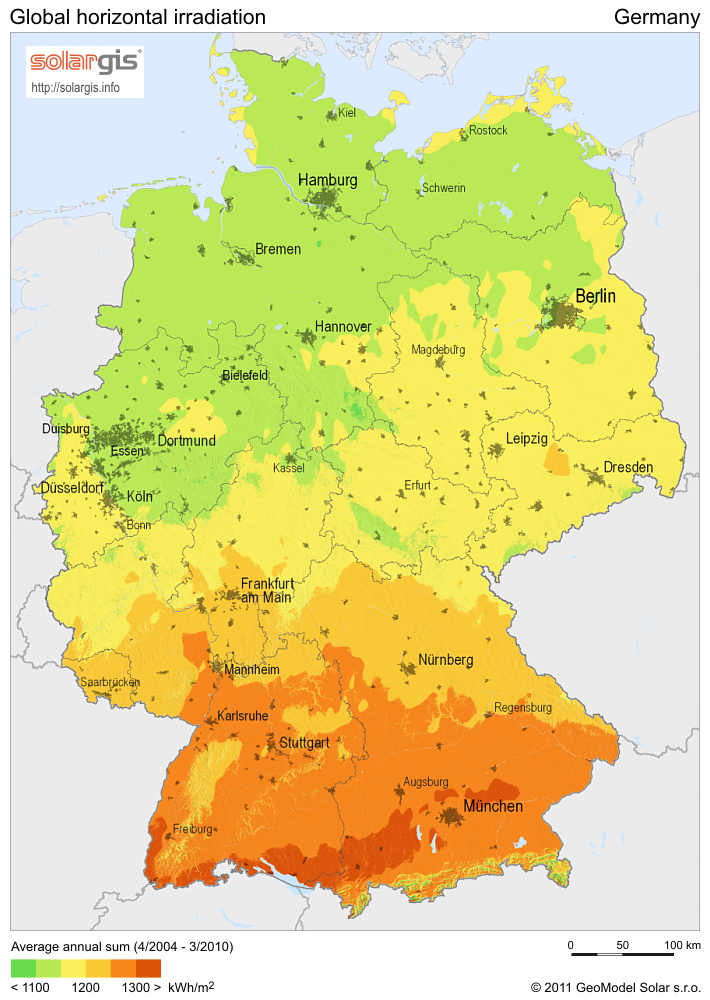 Global horizontal irradiation
Germany
solargis
http://solargis.info
Kiel
Rostock
Hamburg
Schwerin
Bremen
Berlin
Hannover
Magdeburg
Bielefeld
Duisburg
Dortmund
Essen
Leipzig
Kassel
Dresden
Düsseldorf
Köln
Erfurt
Bonn
Frankfurt
am Main
Nürnberg
Mannheim
Saarbrücken
Regensburg
Karlsruhe
Stuttgart
Augsburg
München
Freiburg
Average annual sum (4/2004 - 3/2010)
0 50 100 km
< 1100 1200 1300 > kWh/m²
© 2011 GeoModel Solar s.r.o.